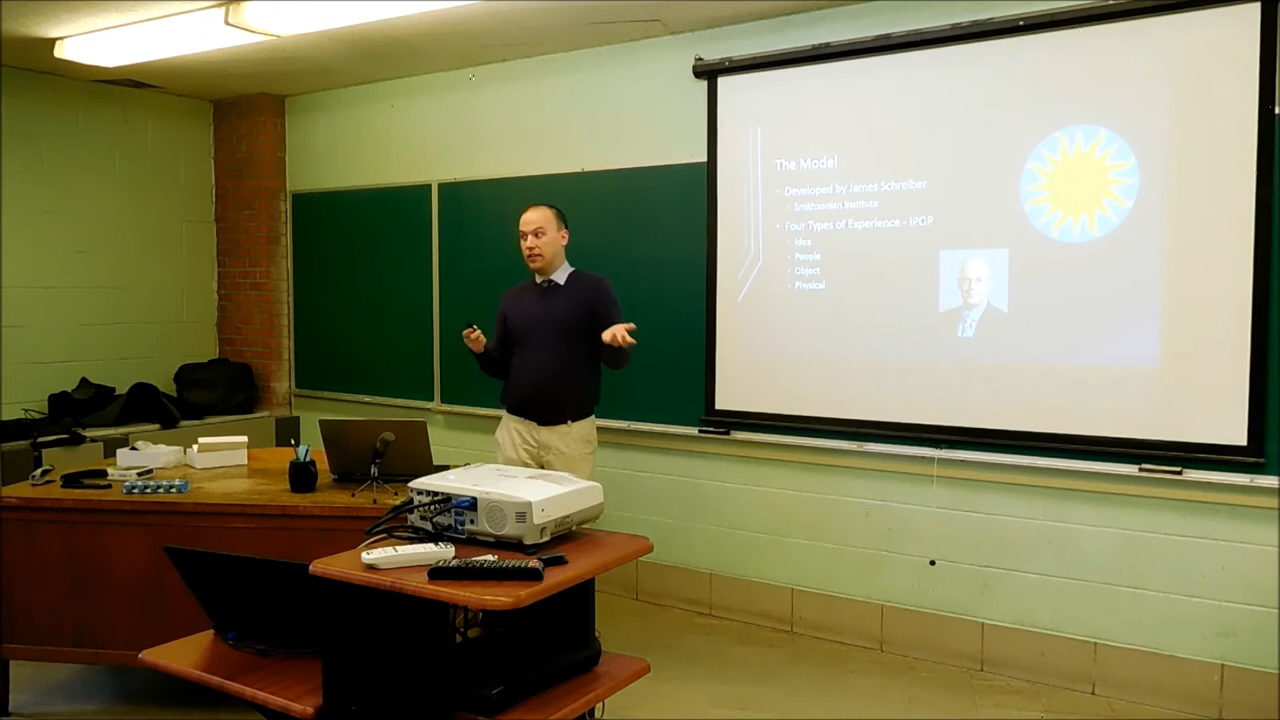 The Model
Developed by James Schreiber
Smithsonian Institute
Four Types of Experience - IPOP
Idea
People
Object
Physical